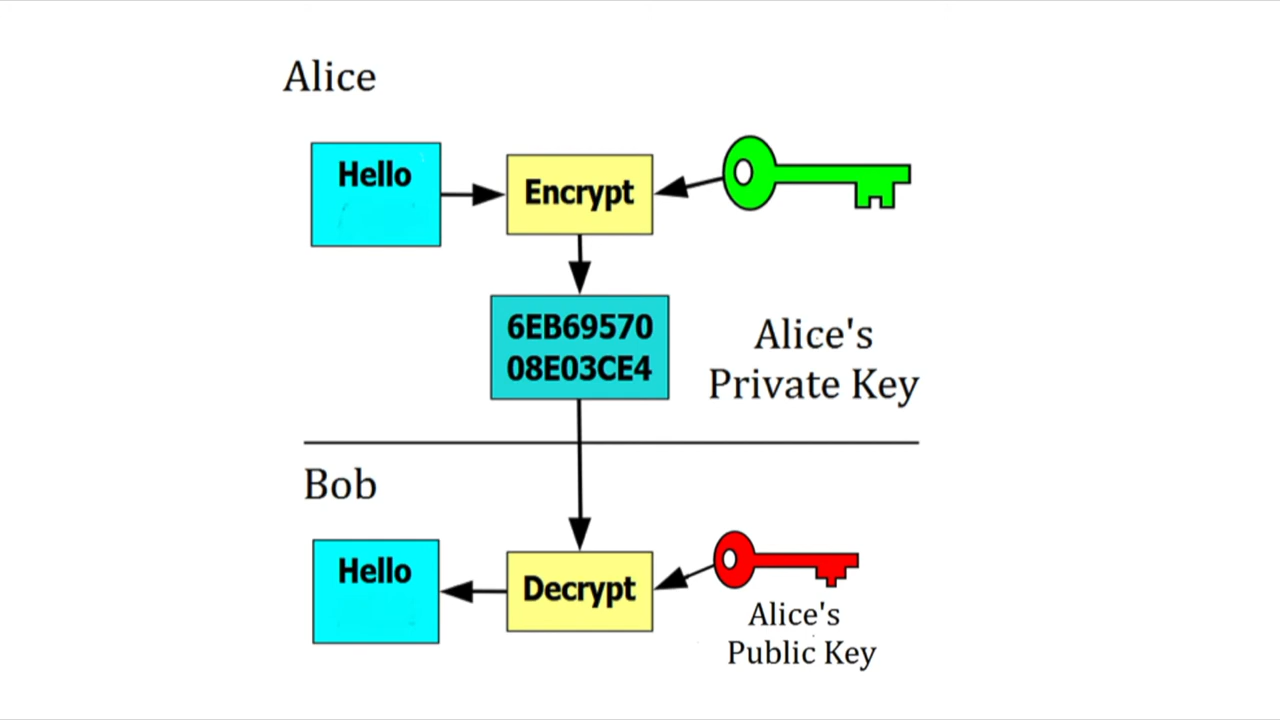 Alice
Hello
Encrypt
6EB69570
08E03CE4
Alice's
Private Key
Bob
Hello
Decrypt
Alice's
Public Key